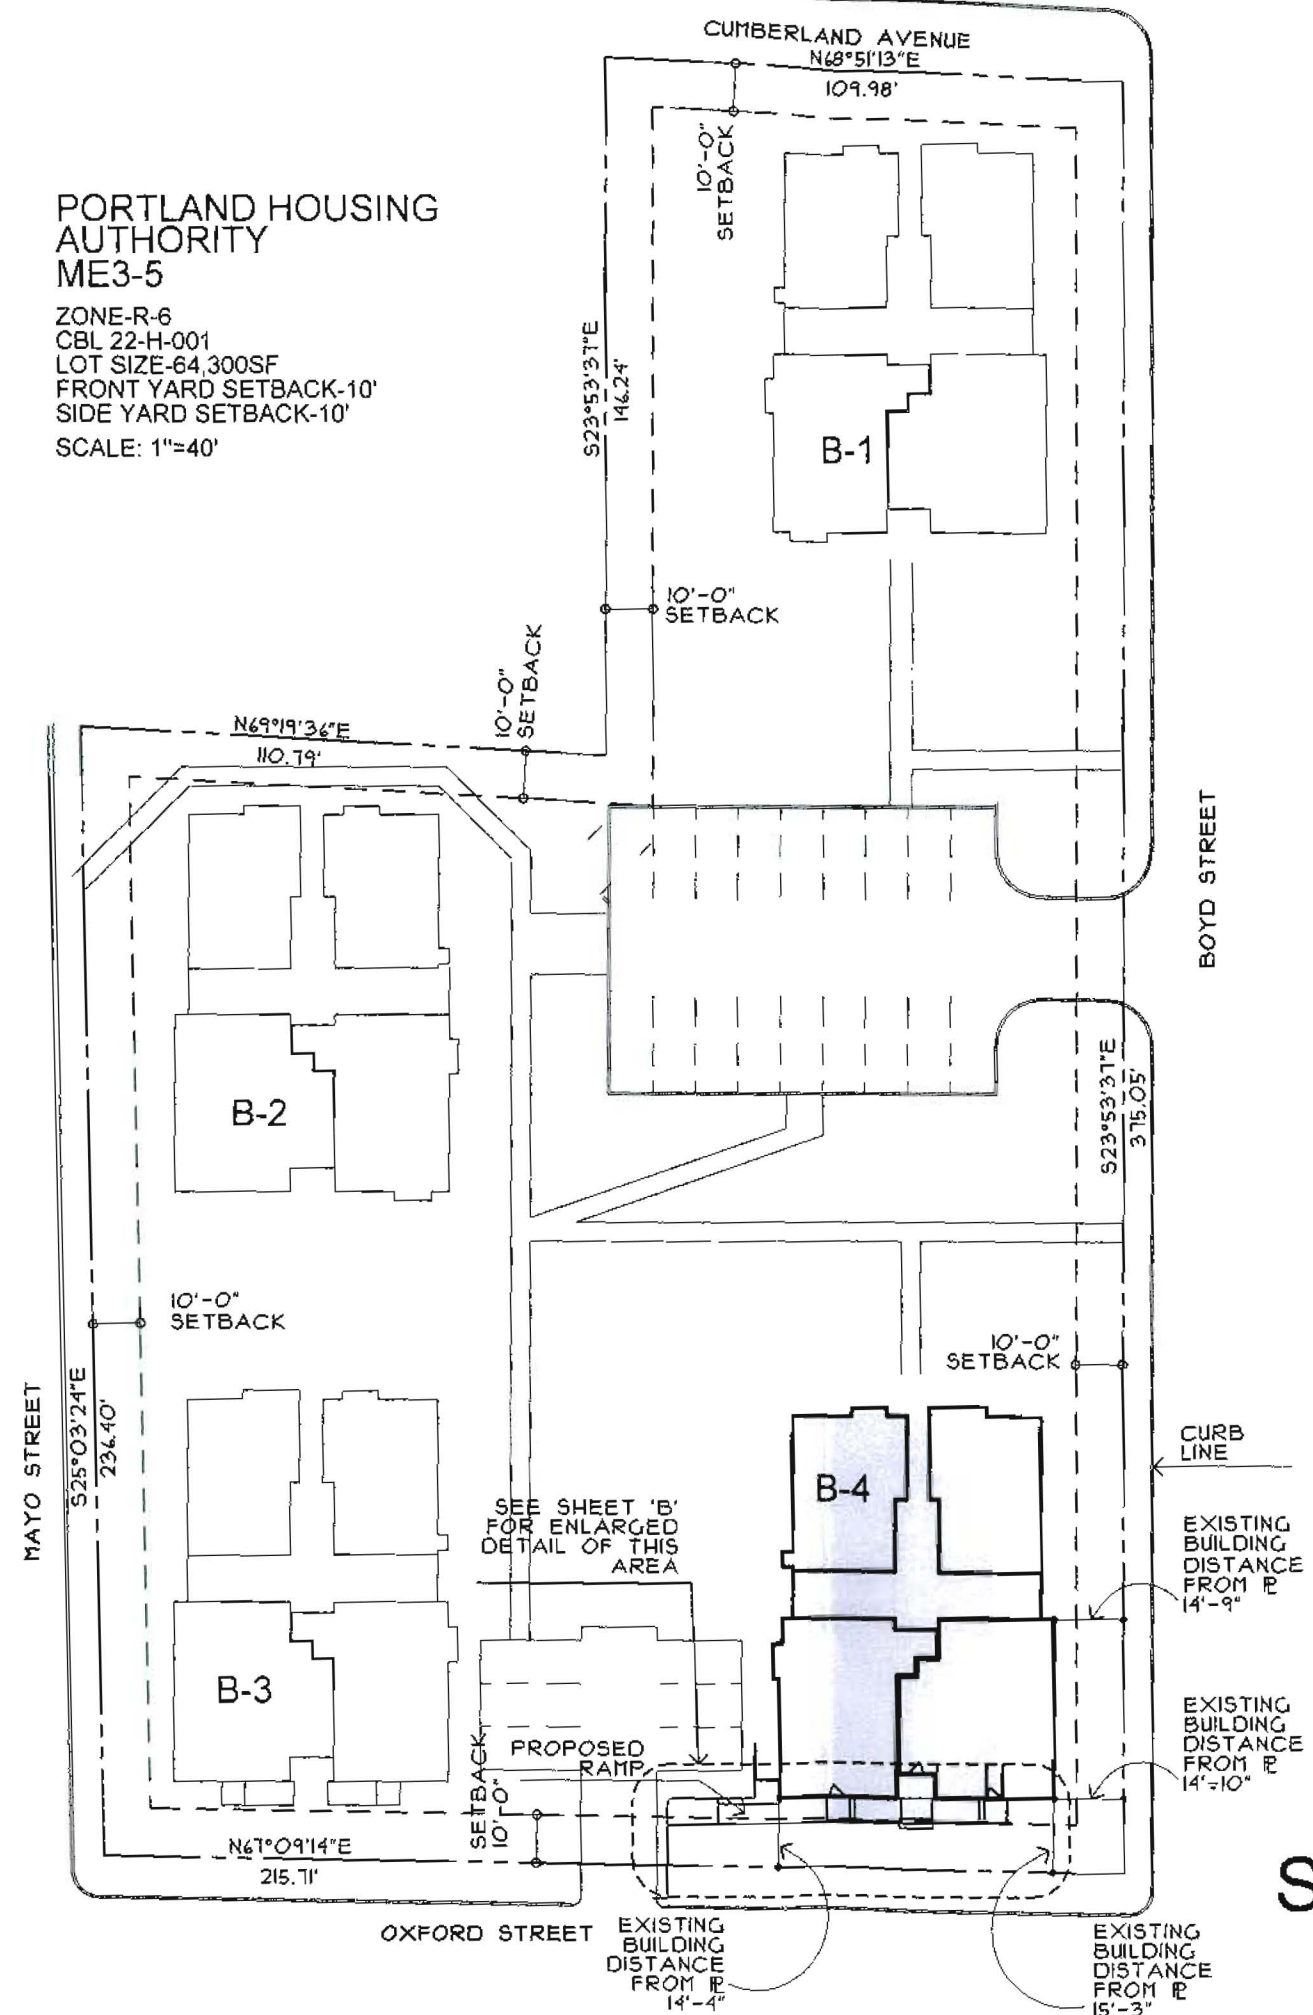 CUMBERLAND AVENUE
N68°51'13"E
109.98'
10'-0"
SETBACK
PORTLAND HOUSING
AUTHORITY
ME3-5
ZONE-R-6
CBL 22-H-001
LOT SIZE-64,300SF
FRONT YARD SETBACK-10'
SIDE YARD SETBACK-10'
SCALE: 1"=40'
S23°53'37"E
146.24'
B-1
10'-0"
SETBACK
10'-0"
SETBACK
N69°19'36"E
110.79'
BOYD STREET
B-2
S23°53'37"E
375.05'
10'-0"
SETBACK
10'-0"
SETBACK
MAYO STREET
S25°03'24"E
236.40'
CURB
LINE
B-4
SEE SHEET 'B'
FOR ENLARGED
DETAIL OF THIS
AREA
EXISTING
BUILDING
DISTANCE
FROM PL
14'-9"
B-3
PROPOSED
RAMP
EXISTING
BUILDING
DISTANCE
FROM PL
14'-10"
SETBACK
10'-0"
N67°09'14"E
215.71'
OXFORD STREET
EXISTING
BUILDING
DISTANCE
FROM PL
14'-4"
EXISTING
BUILDING
DISTANCE
FROM PL
15'-3"
S